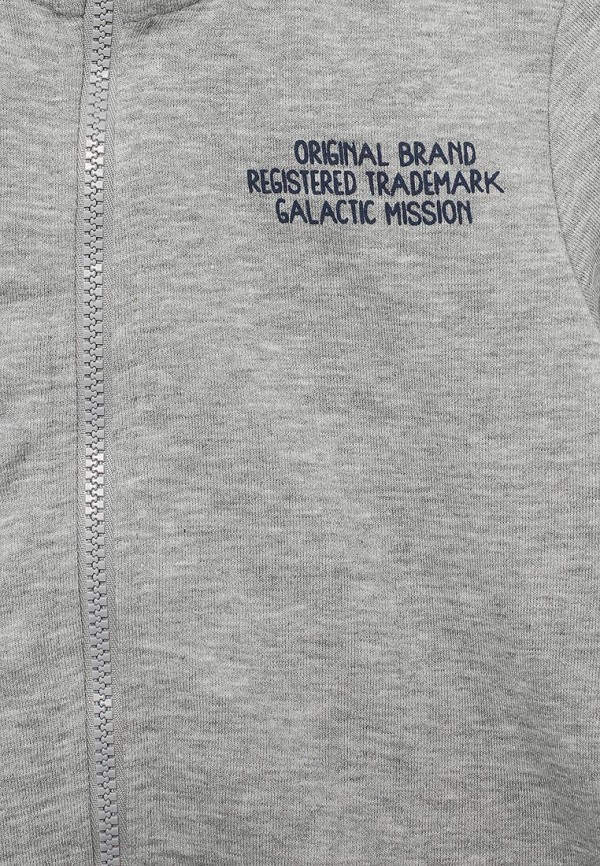 ORIGINAL BRAND
REGISTERED TRADEMARK
GALACTIC MISSION